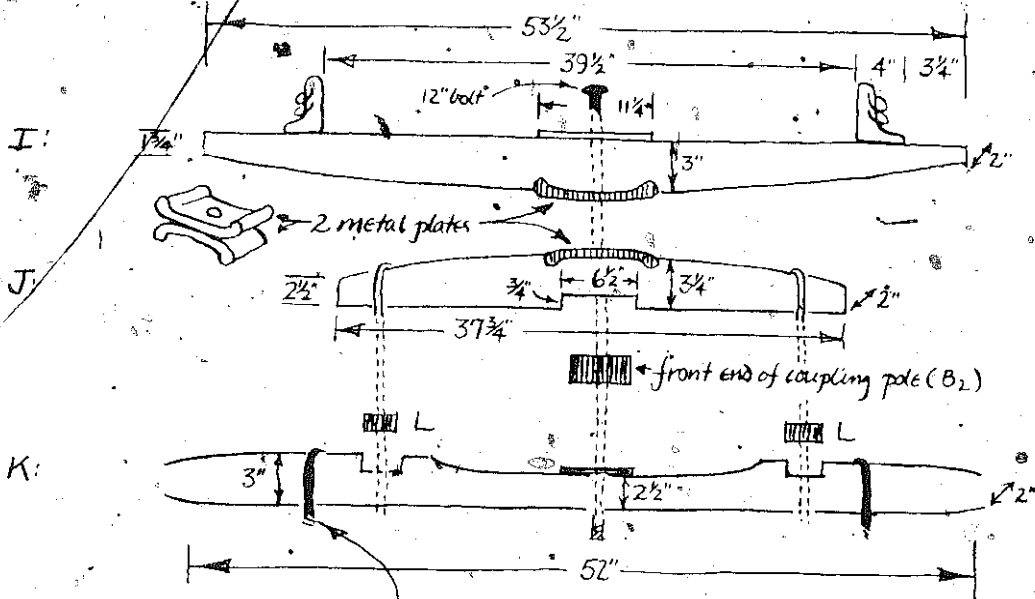 53½"
39½"
4" 3¼"
12" bolt
11¼"
I:
1¾"
3"
2"
2 metal plates
J:
2½"
¾"
6½"
3¼"
2"
37¾"
front end of coupling pole (B2)
L
L
K:
3"
2½"
2"
52"